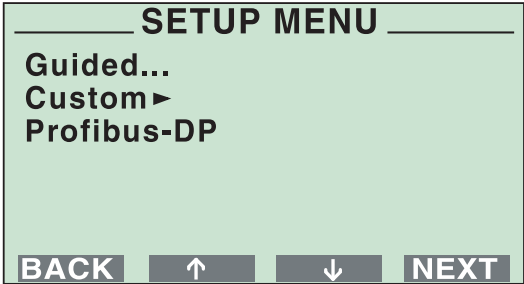 SETUP MENU
Guided...
Custom►
Profibus-DP
BACK ↑ ↓ NEXT